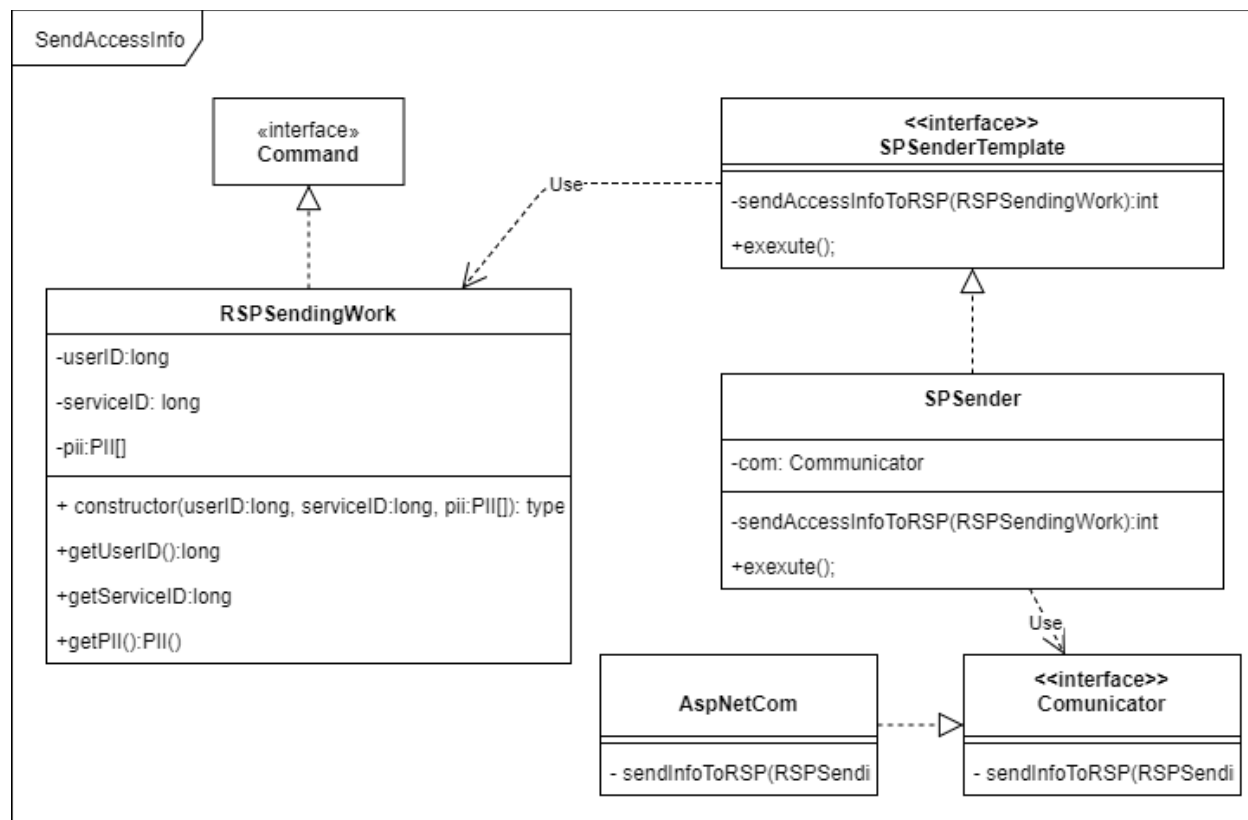 SendAccessInfo
«interface»
Command
<<interface>>
SPSenderTemplate
-sendAccessInfoToRSP(RSPSendingWork):int
+exexute();
Use
RSPSendingWork
-userID:long
-serviceID: long
-pii:PII[]
+ constructor(userID:long, serviceID:long, pii:PII[]): type
+getUserID():long
+getServiceID:long
+getPII():PII()
SPSender
-com: Communicator
-sendAccessInfoToRSP(RSPSendingWork):int
+exexute();
Use
AspNetCom
- sendInfoToRSP(RSPSendi
<<interface>>
Comunicator
- sendInfoToRSP(RSPSendi